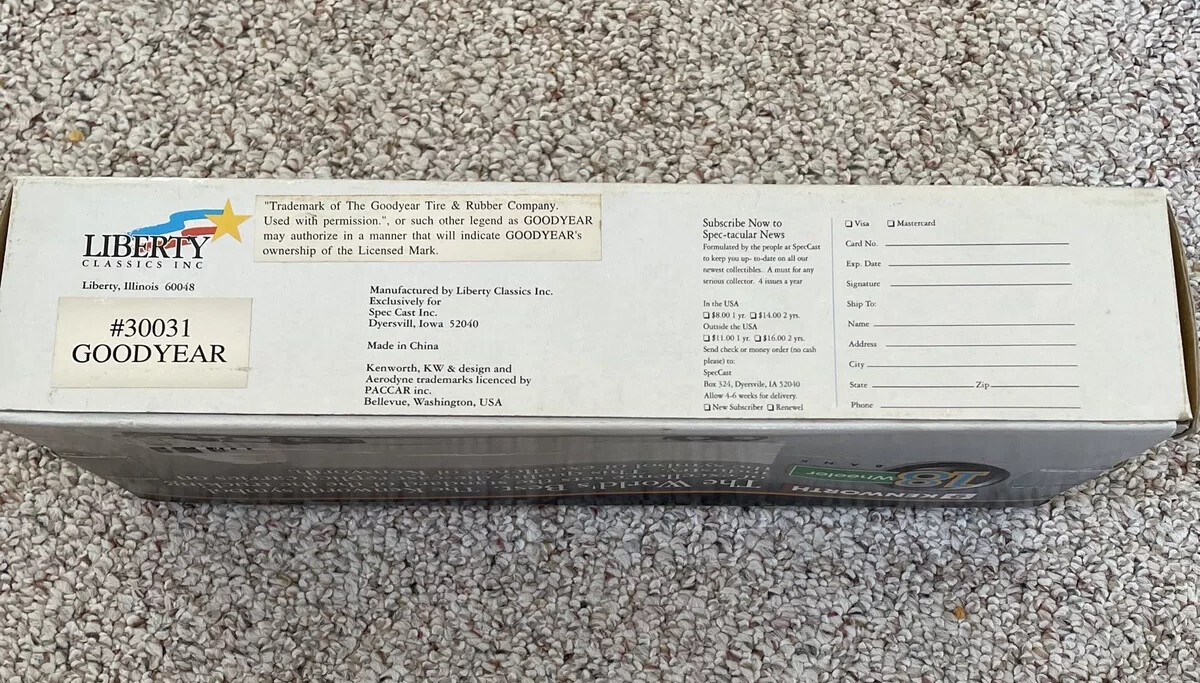 LIBERTY
CLASSICS INC
Liberty, Illinois 60048
#30031
GOODYEAR
"Trademark of The Goodyear Tire & Rubber Company.
Used with permission.", or such other legend as GOODYEAR
may authorize in a manner that will indicate GOODYEAR's
ownership of the Licensed Mark.
Manufactured by Liberty Classics Inc.
Exclusively for
Spec Cast Inc.
Dyersvill, Iowa 52040
Made in China
Kenworth, KW & design and
Aerodyne trademarks licenced by
PACCAR inc.
Bellevue, Washington, USA
Subscribe Now to
Spec-tacular News
Formulated by the people at SpecCast
to keep you up- to-date on all our
newest collectibles. A must for any
serious collector. 4 issues a year
In the USA
❏ $8.00 1 yr. ❏ $14.00 2 yrs.
Outside the USA
❏ $11.00 1 yr. ❏ $16.00 2 yrs.
Send check or money order (no cash
please) to:
SpecCast
Box 324, Dyersvile, IA 52040
Allow 4-6 weeks for delivery.
❏ New Subscriber ❏ Renewel
❏ Visa ❏ Mastercard
Card No.
Exp. Date
Signature
Ship To:
Name
Address
City
State Zip
Phone
KENWORTH
18
Wheeler
BANK
The World's